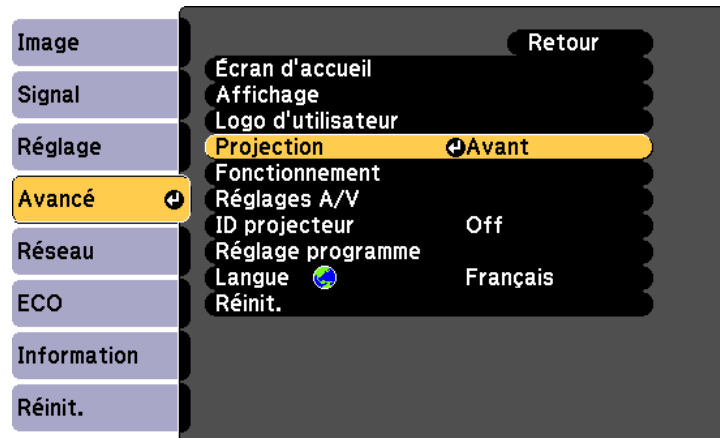 Image
Signal
Réglage
Avancé
Réseau
ECO
Information
Réinit.
Retour
Écran d'accueil
Affichage
Logo d'utilisateur
Projection Avant
Fonctionnement
Réglages A/V
ID projecteur Off
Réglage programme
Langue Français
Réinit.